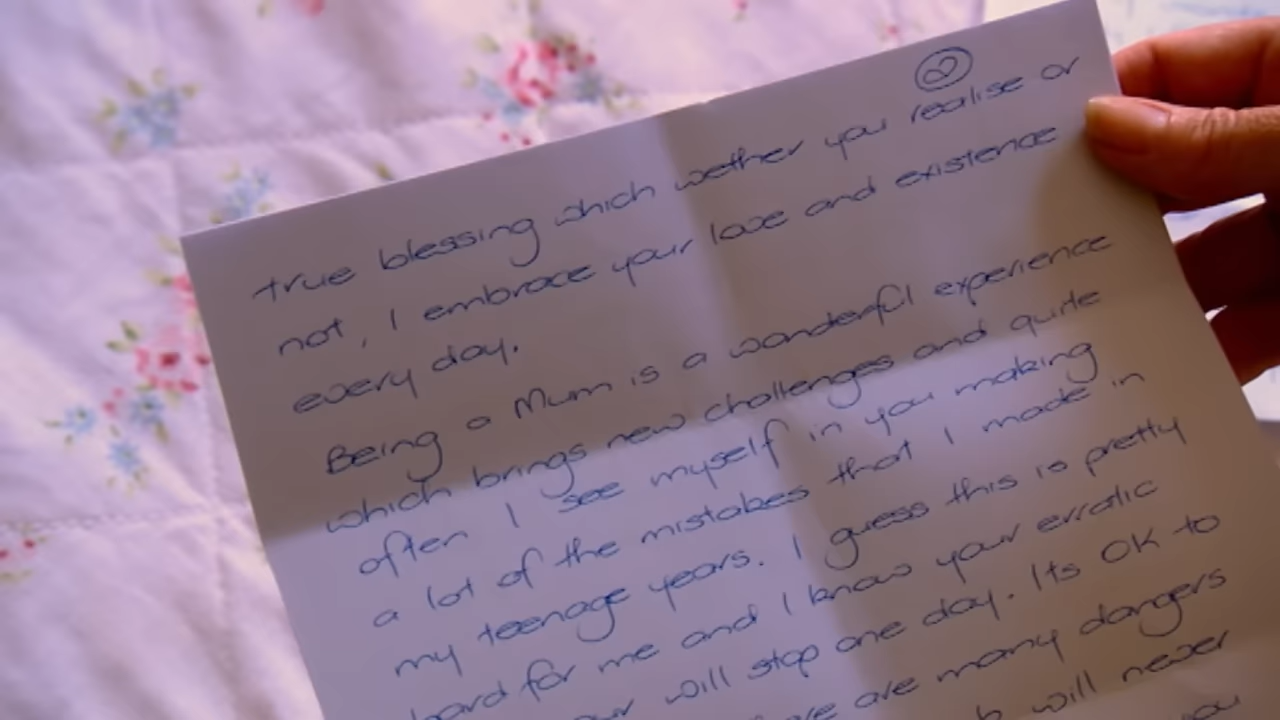 2
true blessing which wether you realise or
not, I embrace your love and existence
every day.
Being a Mum is a wonderful experience
which brings new challenges and quite
often I see myself in you making
a lot of the mistakes that I made in
my teenage years. I guess this is pretty
hard for me and I know your erratic
will stop one day. Its OK to
are many dangers
will never
you